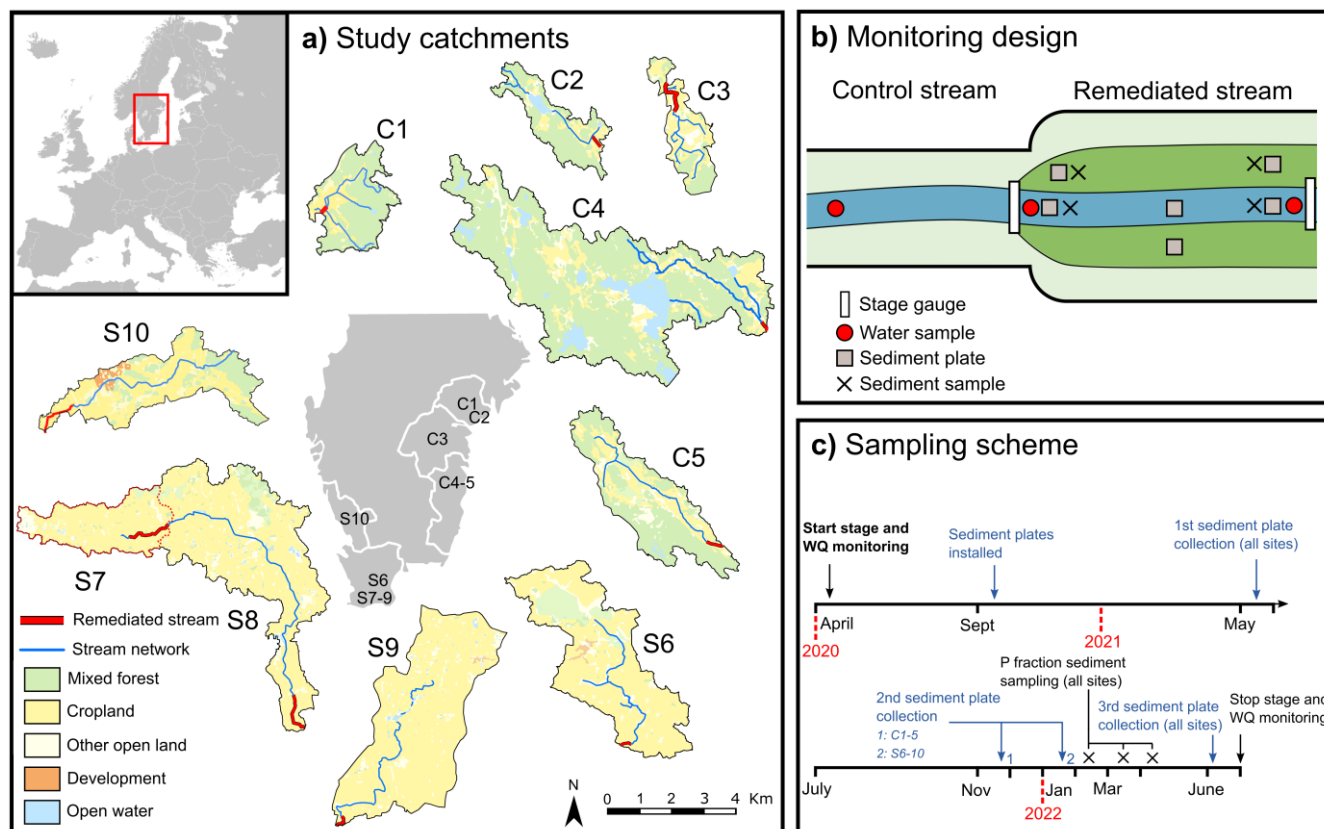 a) Study catchments
C1
C2
C3
C4
C5
S10
S7
S8
S9
S6
C1
C2
C3
C4-5
S10
S6
S7-9
Remediated stream
Stream network
Mixed forest
Cropland
Other open land
Development
Open water
N
0 1 2 3 4 Km
b) Monitoring design
Control stream Remediated stream
Stage gauge
Water sample
Sediment plate
Sediment sample
c) Sampling scheme
Start stage and
WQ monitoring
Sediment plates
installed
1st sediment plate
collection (all sites)
April Sept May
2020 2021
P fraction sediment
sampling (all sites)
2nd sediment plate
collection
1: C1-5
2: S6-10
3rd sediment plate
collection (all sites)
Stop stage and
WQ monitoring
1 2
July Nov Jan Mar June
2022